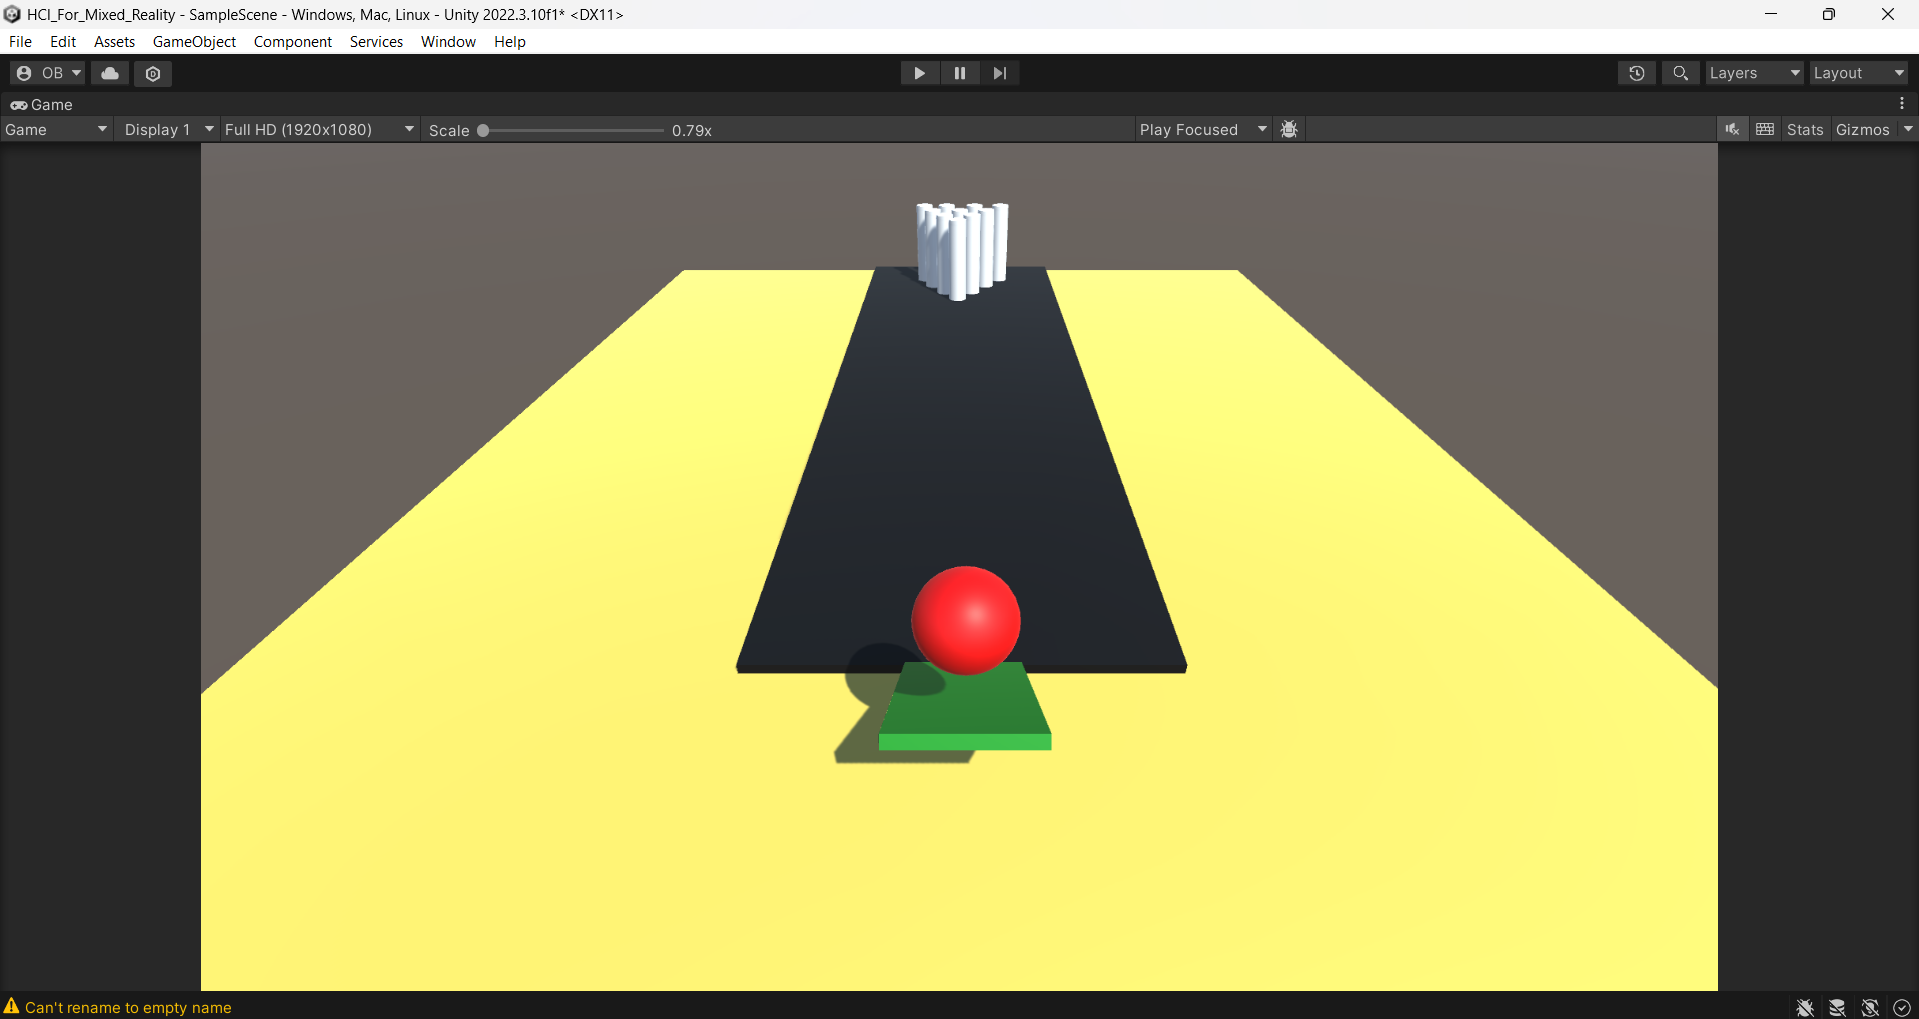 HCI_For_Mixed_Reality - SampleScene - Windows, Mac, Linux - Unity 2022.3.10f1* <DX11>
File Edit Assets GameObject Component Services Window Help
OB Layers Layout
Game
Game Display 1 Full HD (1920x1080) Scale 0.79x Play Focused Stats Gizmos
Can't rename to empty name